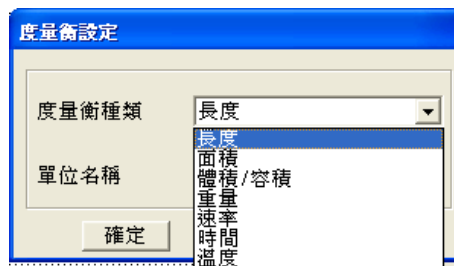 度量衡設定
度量衡種類
長度
長度
面積
體積/容積
重量
單位名稱
速率
時間
確定
溫度